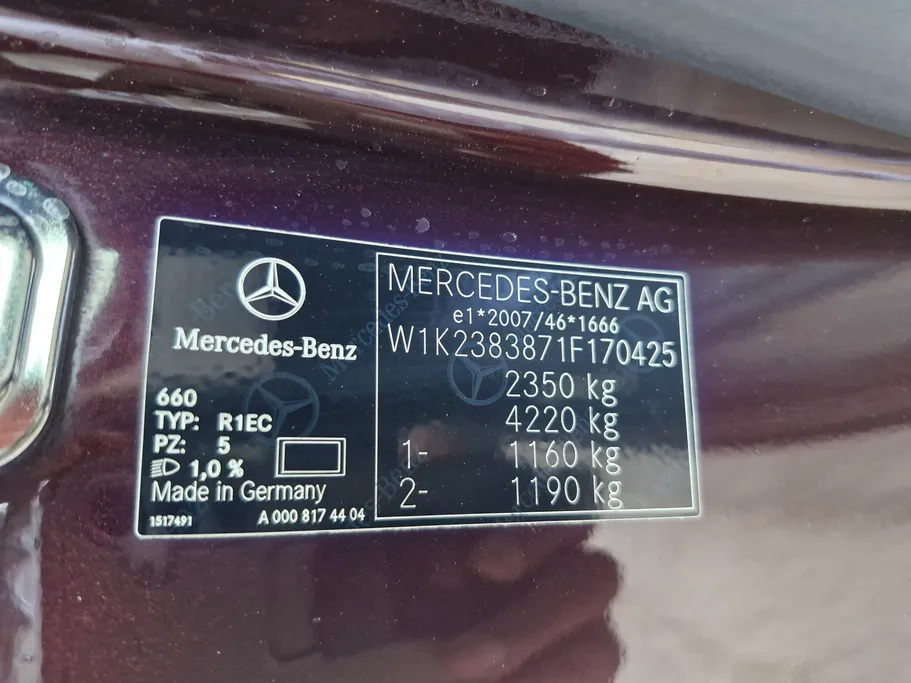 Mercedes-Benz
660
TYP: R1EC
PZ: 5
1,0 %
Made in Germany
1517491 A 000 817 44 04
MERCEDES-BENZ AG
e1*2007/46*1666
W1K2383871F170425
2350 kg
4220 kg
1- 1160 kg
2- 1190 kg